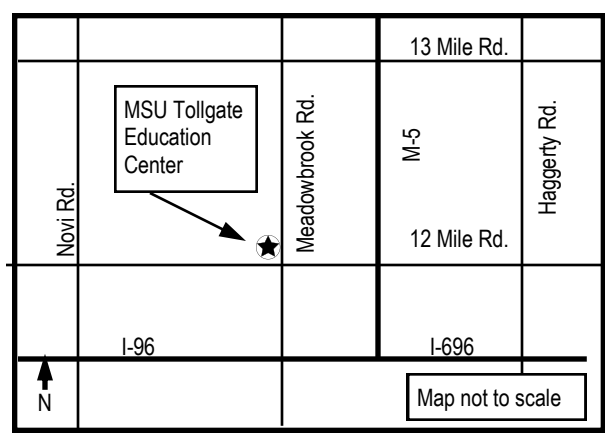 13 Mile Rd.
MSU Tollgate
Education
Center
Novi Rd.
Meadowbrook Rd.
M-5
Haggerty Rd.
12 Mile Rd.
I-96
I-696
N
Map not to scale